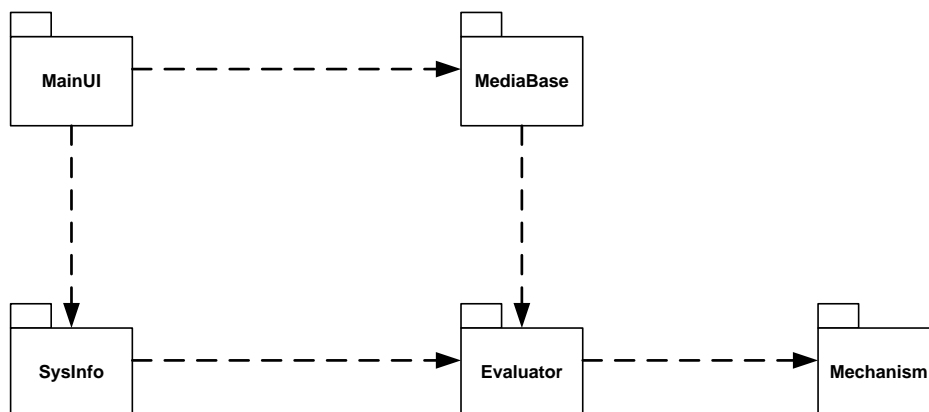 MainUI
MediaBase
SysInfo
Evaluator
Mechanism